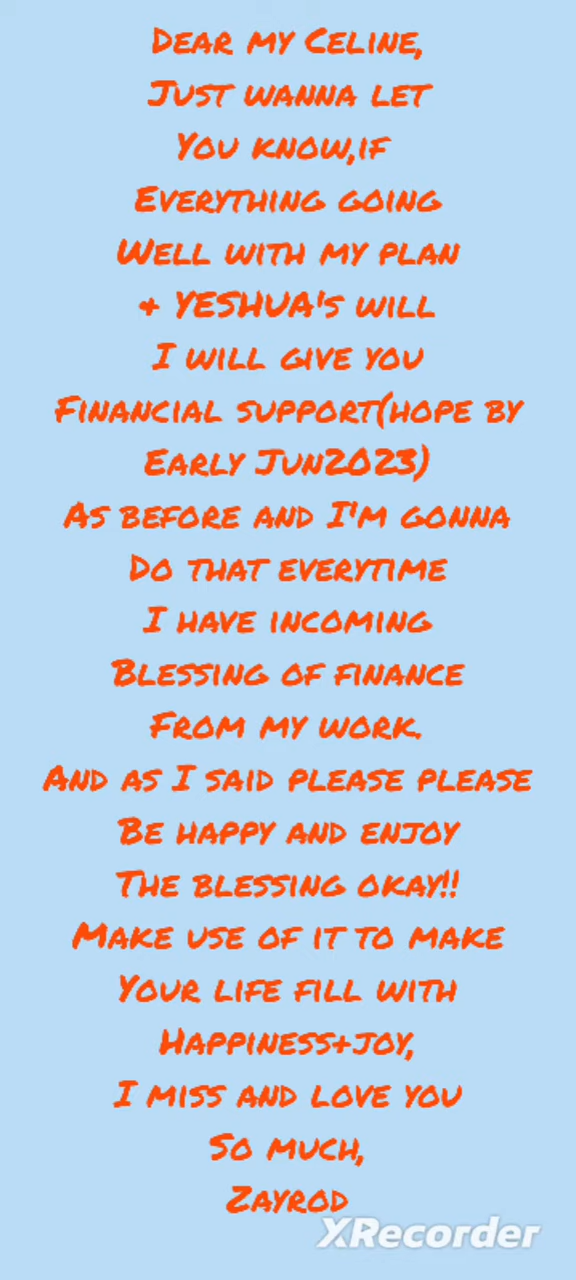 Dear my Celine,
Just wanna let
You know,if
Everything going
Well with my plan
& YESHUA's will
I will give you
Financial support(hope by
Early Jun2023)
As before and I'm gonna
Do that everytime
I have incoming
Blessing of finance
From my work.
And as I said please please
Be happy and enjoy
The blessing okay!!
Make use of it to make
Your life fill with
Happiness+joy,
I miss and love you
So much,
Zayrod
XRecorder